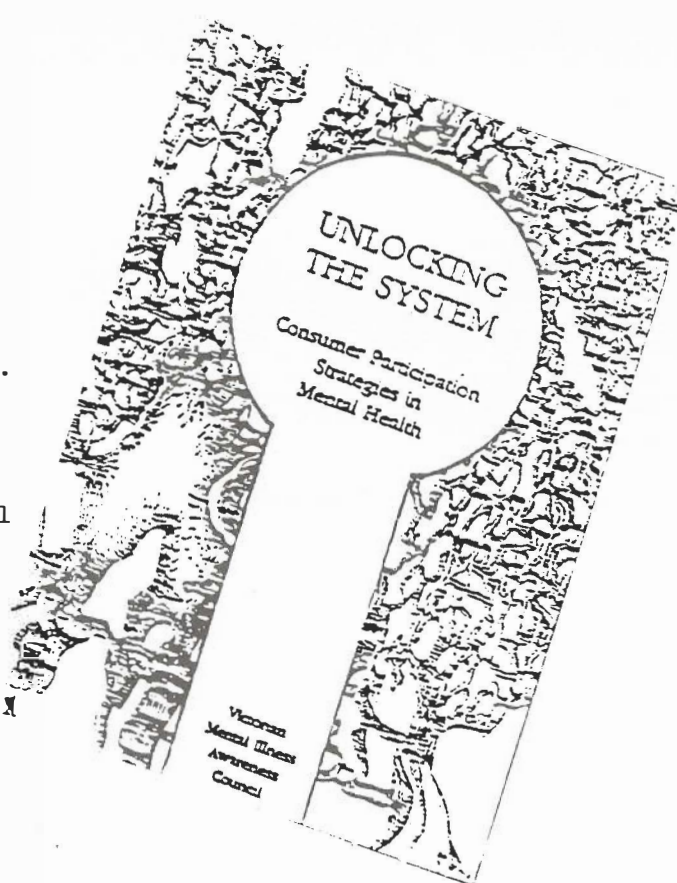 UNLOCKING
THE SYSTEM
Consumer Participation
Strategies in
Mental Health
Victorian
Mental Illness
Awareness
Council